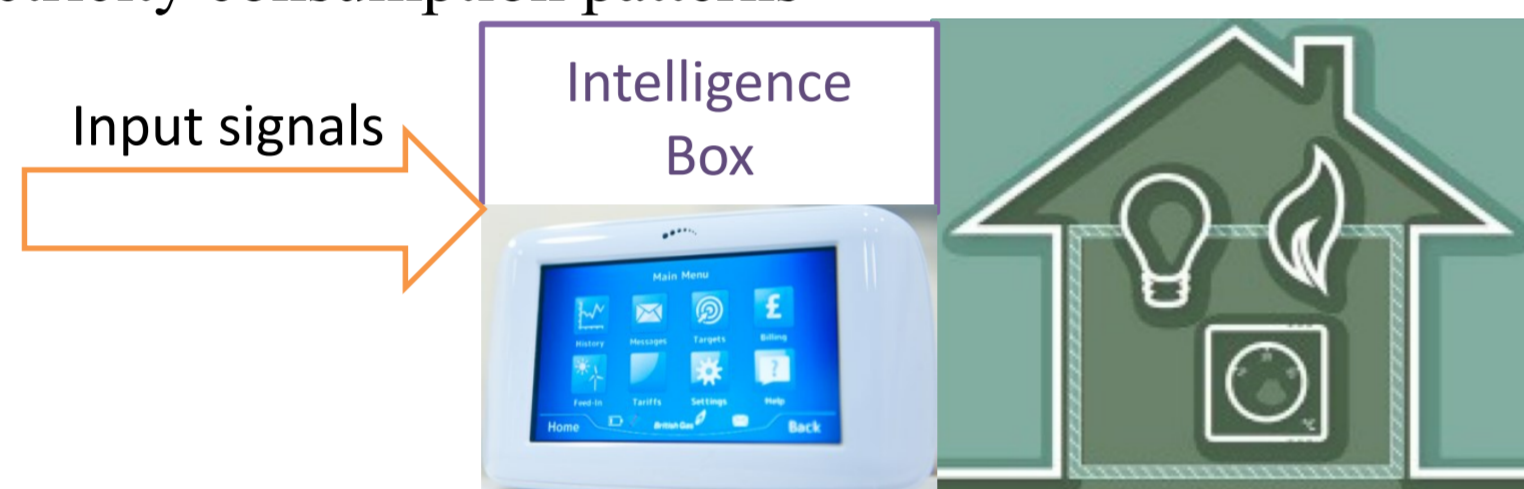 Input signals
Intelligence
Box
Main Menu
History Messages Targets Billing
Feed-In Tariffs Settings Help
Home British Gas Back
°C